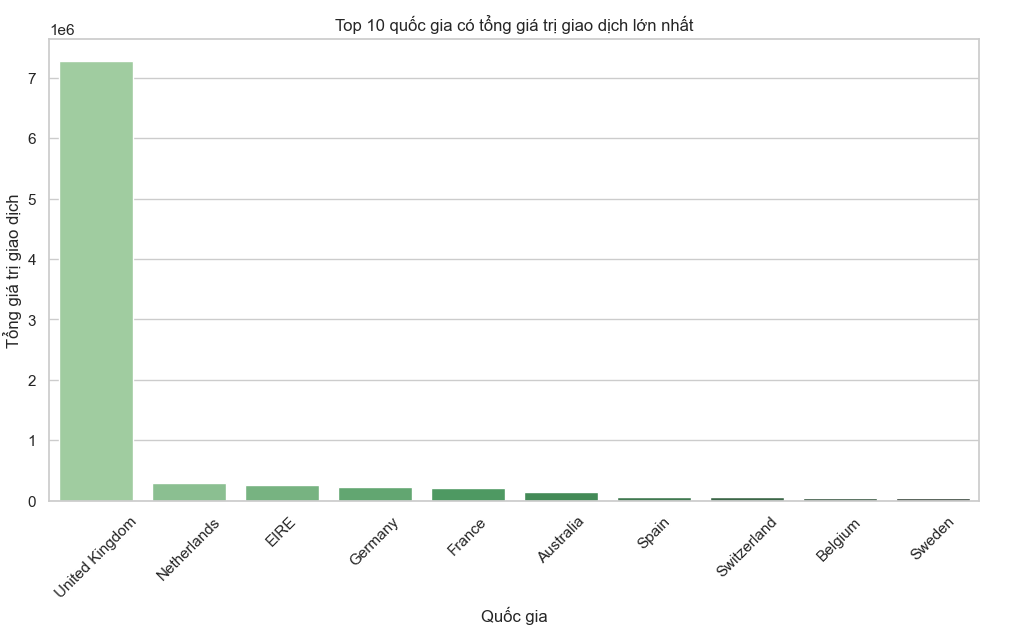 Top 10 quốc gia có tổng giá trị giao dịch lớn nhất
1e6
7
6
5
4
3
2
1
0
Tổng giá trị giao dịch
United Kingdom
Netherlands
EIRE
Germany
France
Australia
Spain
Switzerland
Belgium
Sweden
Quốc gia